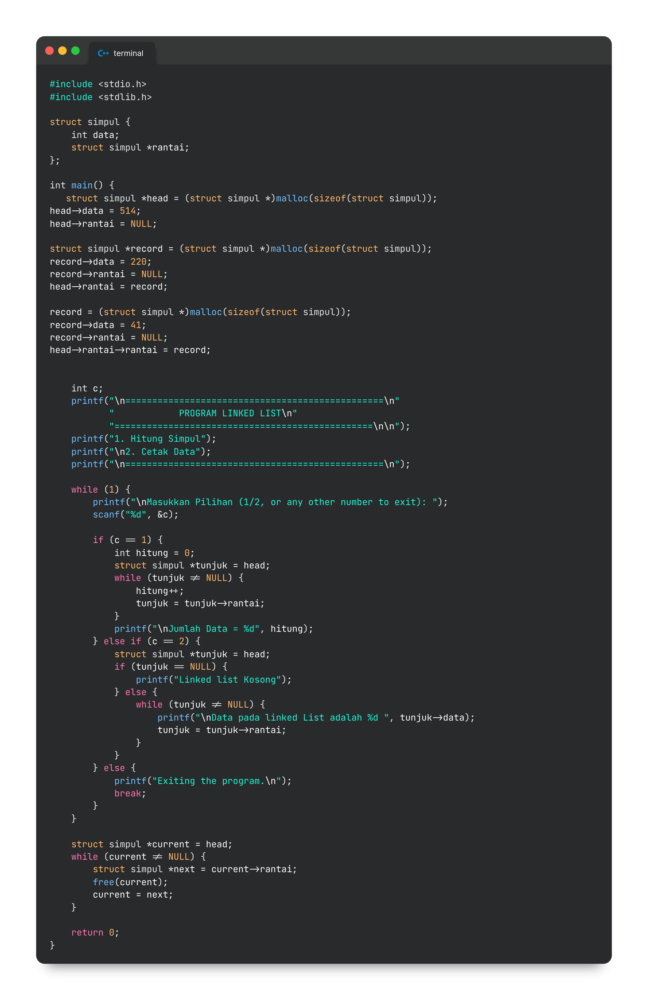 C++ terminal
#include <stdio.h>
#include <stdlib.h>

struct simpul {
    int data;
    struct simpul *rantai;
};

int main() {
   struct simpul *head = (struct simpul *)malloc(sizeof(struct simpul));
head->data = 514;
head->rantai = NULL;

struct simpul *record = (struct simpul *)malloc(sizeof(struct simpul));
record->data = 220;
record->rantai = NULL;
head->rantai = record;

record = (struct simpul *)malloc(sizeof(struct simpul));
record->data = 41;
record->rantai = NULL;
head->rantai->rantai = record;


    int c;
    printf("\n================================================\n"
           "            PROGRAM LINKED LIST\n"
           "================================================\n\n");
    printf("1. Hitung Simpul");
    printf("\n2. Cetak Data");
    printf("\n================================================\n");

    while (1) {
        printf("\nMasukkan Pilihan (1/2, or any other number to exit): ");
        scanf("%d", &c);

        if (c == 1) {
            int hitung = 0;
            struct simpul *tunjuk = head;
            while (tunjuk != NULL) {
                hitung++;
                tunjuk = tunjuk->rantai;
            }
            printf("\nJumlah Data = %d", hitung);
        } else if (c == 2) {
            struct simpul *tunjuk = head;
            if (tunjuk == NULL) {
                printf("Linked list Kosong");
            } else {
                while (tunjuk != NULL) {
                    printf("\nData pada linked List adalah %d ", tunjuk->data);
                    tunjuk = tunjuk->rantai;
                }
            }
        } else {
            printf("Exiting the program.\n");
            break;
        }
    }

    struct simpul *current = head;
    while (current != NULL) {
        struct simpul *next = current->rantai;
        free(current);
        current = next;
    }

    return 0;
}